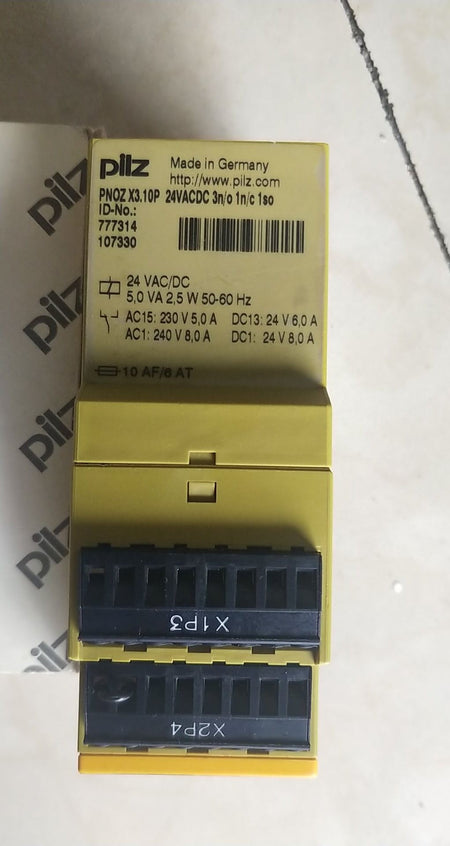 pilz
Made in Germany
http://www.pilz.com
PNOZ X3.10P 24VACDC 3n/o 1n/c 1so
ID-No.:
777314
107330
24 VAC/DC
5,0 VA 2,5 W 50-60 Hz
AC15: 230 V 5,0 A DC13: 24 V 6,0 A
AC1: 240 V 8,0 A DC1: 24 V 8,0 A
10 AF/6 AT
X1P3
X2P4
pilz
pilz
pilz
pilz
pilz